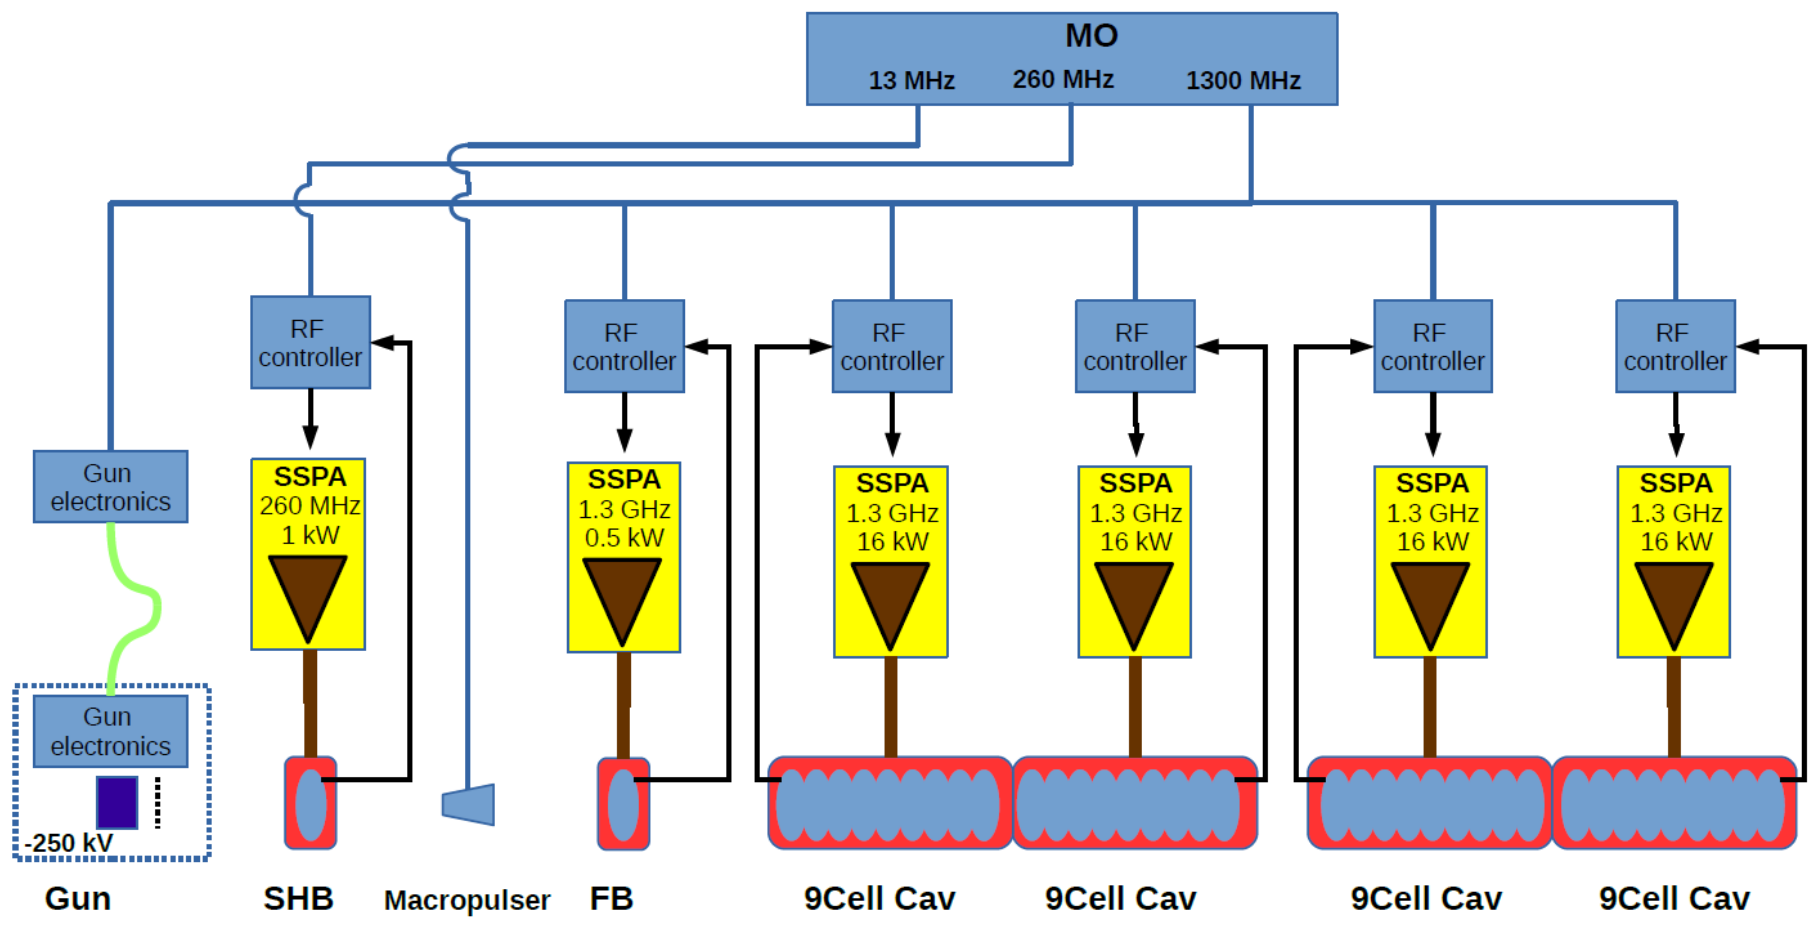 MO
13 MHz
260 MHz
1300 MHz
RF
controller
RF
controller
RF
controller
RF
controller
RF
controller
RF
controller
Gun
electronics
SSPA
260 MHz
1 kW
SSPA
1.3 GHz
0.5 kW
SSPA
1.3 GHz
16 kW
SSPA
1.3 GHz
16 kW
SSPA
1.3 GHz
16 kW
SSPA
1.3 GHz
16 kW
Gun
electronics
-250 kV
Gun
SHB
Macropulser
FB
9Cell Cav
9Cell Cav
9Cell Cav
9Cell Cav